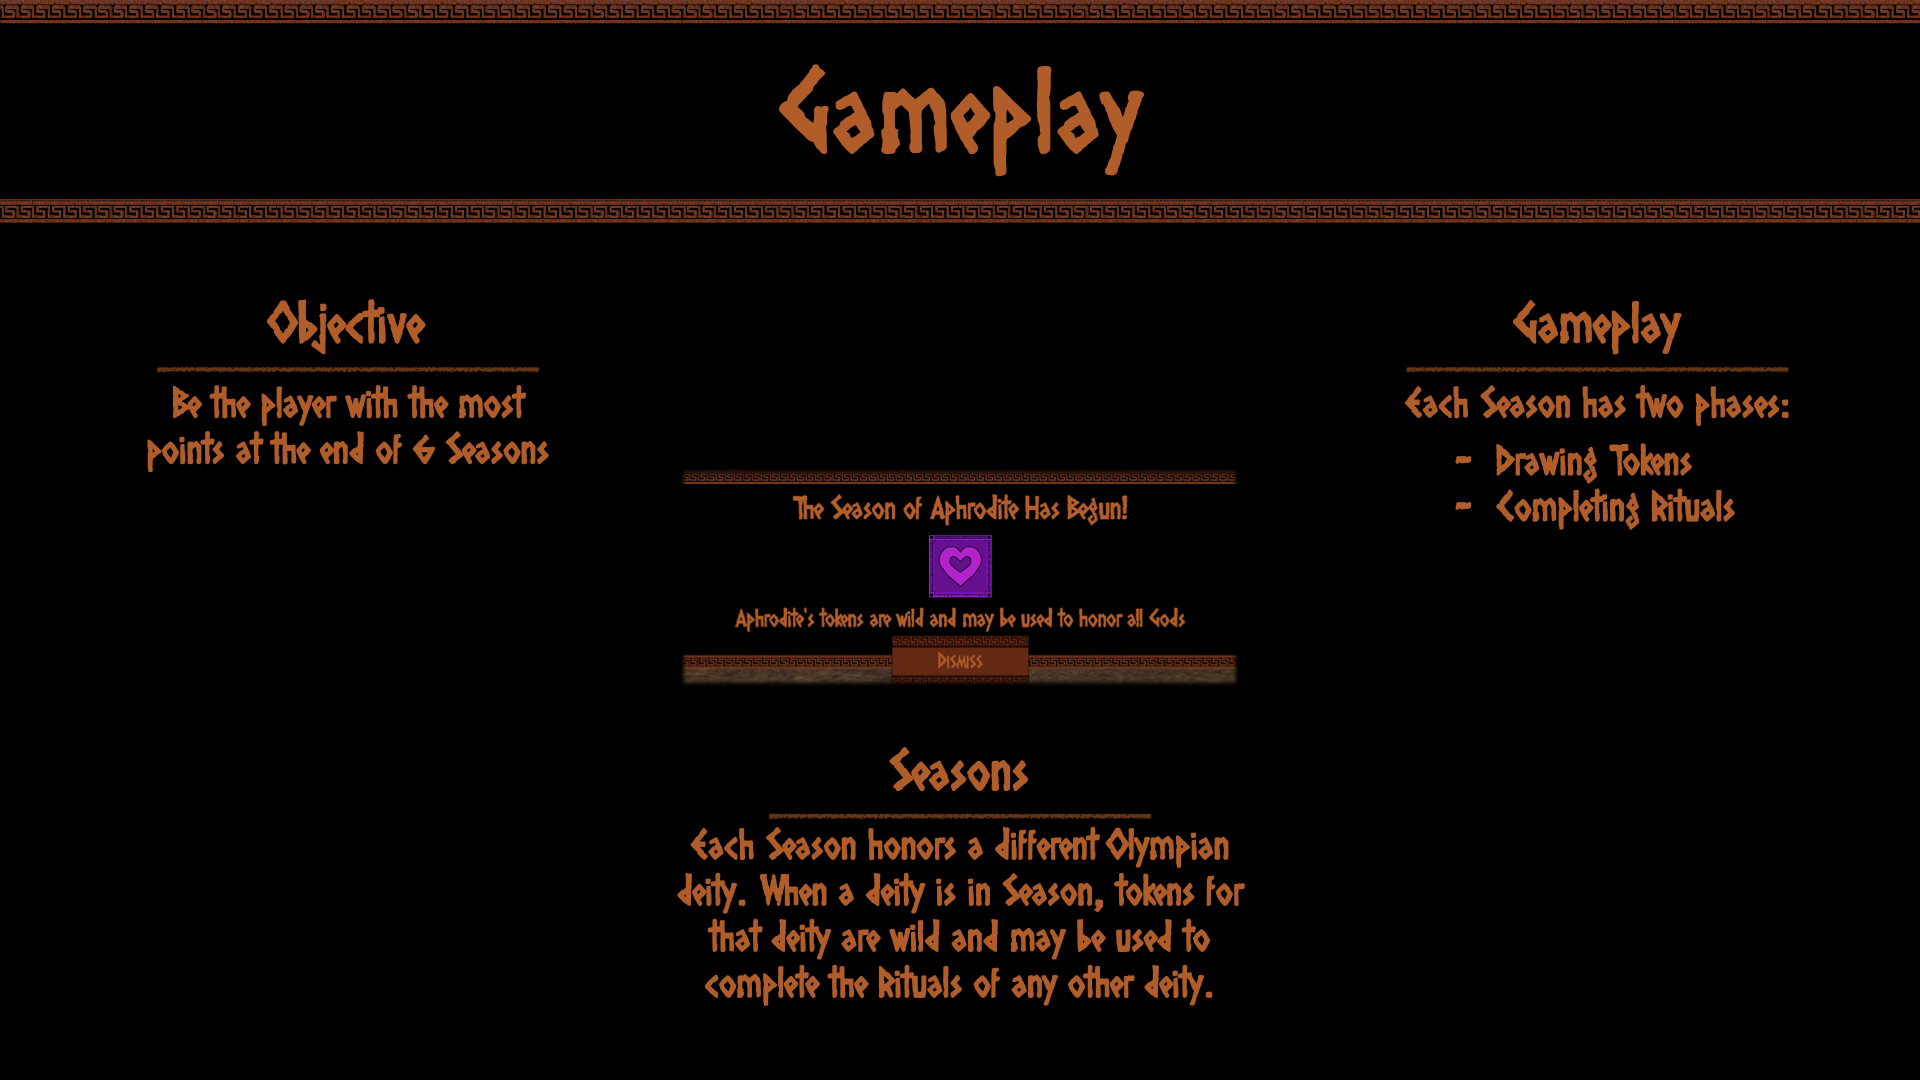 Gameplay
Objective
Be the player with the most
points at the end of 6 Seasons
Gameplay
Each Season has two phases:
- Drawing Tokens
- Completing Rituals
The Season of Aphrodite Has Begun!
Aphrodite's tokens are wild and may be used to honor all Gods
Dismiss
Seasons
Each Season honors a different Olympian
deity. When a deity is in Season, tokens for
that deity are wild and may be used to
complete the Rituals of any other deity.